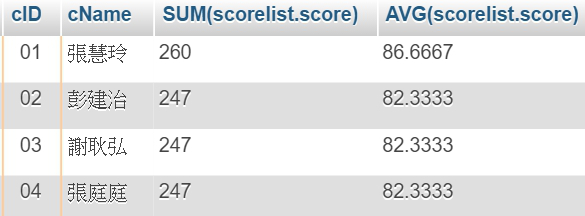 cID cName SUM(scorelist.score) AVG(scorelist.score)
01 張慧玲 260 86.6667
02 彭建治 247 82.3333
03 謝耿弘 247 82.3333
04 張庭庭 247 82.3333